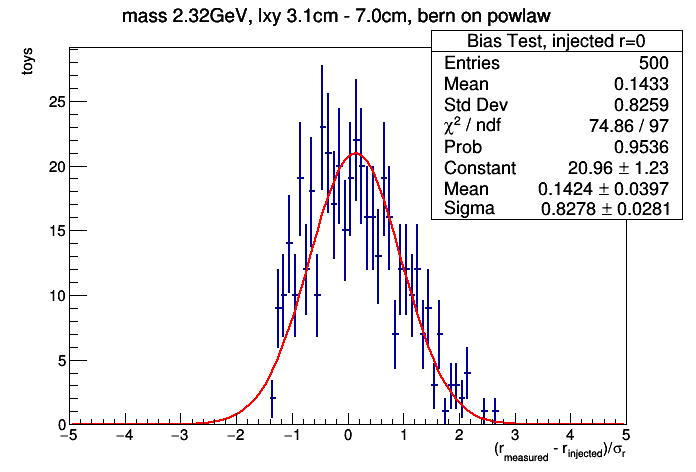 mass 2.32GeV, lxy 3.1cm - 7.0cm, bern on powlaw
toys
Bias Test, injected r=0
Entries 500
Mean 0.1433
Std Dev 0.8259
χ² / ndf 74.86 / 97
Prob 0.9536
Constant 20.96 ± 1.23
Mean 0.1424 ± 0.0397
Sigma 0.8278 ± 0.0281
25
20
15
10
5
0
−5 −4 −3 −2 −1 0 1 2 3 4 5
(r_measured - r_injected)/σ_r